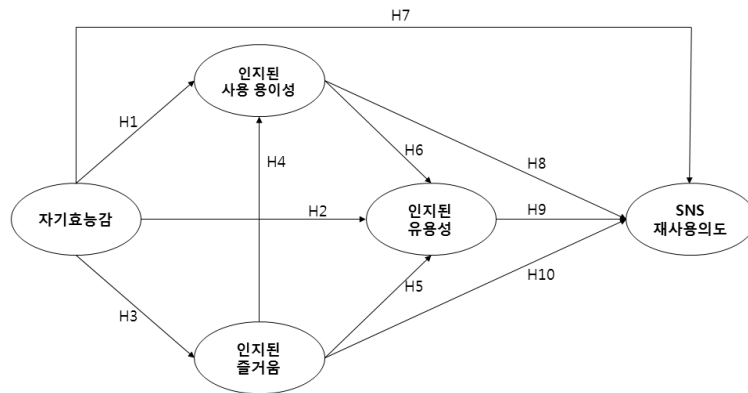 H7
인지된
사용 용이성
H1
H4
H6
H8
자기효능감
H2
인지된
유용성
H9
SNS
재사용의도
H3
H5
H10
인지된
즐거움